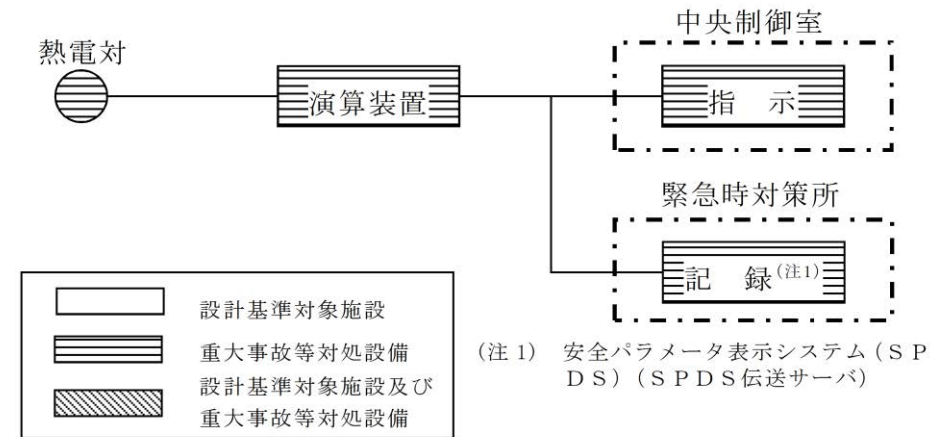 熱電対
演算装置
中央制御室
指 示
緊急時対策所
記 録(注1)
設計基準対象施設
重大事故等対処設備
設計基準対象施設及び
重大事故等対処設備
(注1) 安全パラメータ表示システム(SP
DS)(SPDS伝送サーバ)